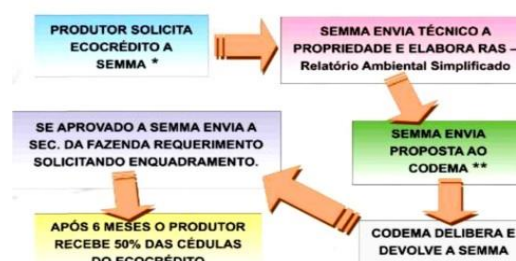 PRODUTOR SOLICITA
ECOCRÉDITO A
SEMMA *
SEMMA ENVIA TÉCNICO A
PROPRIEDADE E ELABORA RAS –
Relatório Ambiental Simplificado
SEMMA ENVIA
PROPOSTA AO
CODEMA **
CODEMA DELIBERA E
DEVOLVE A SEMMA
SE APROVADO A SEMMA ENVIA A
SEC. DA FAZENDA REQUERIMENTO
SOLICITANDO ENQUADRAMENTO.
APÓS 6 MESES O PRODUTOR
RECEBE 50% DAS CÉDULAS
DO ECOCRÉDITO